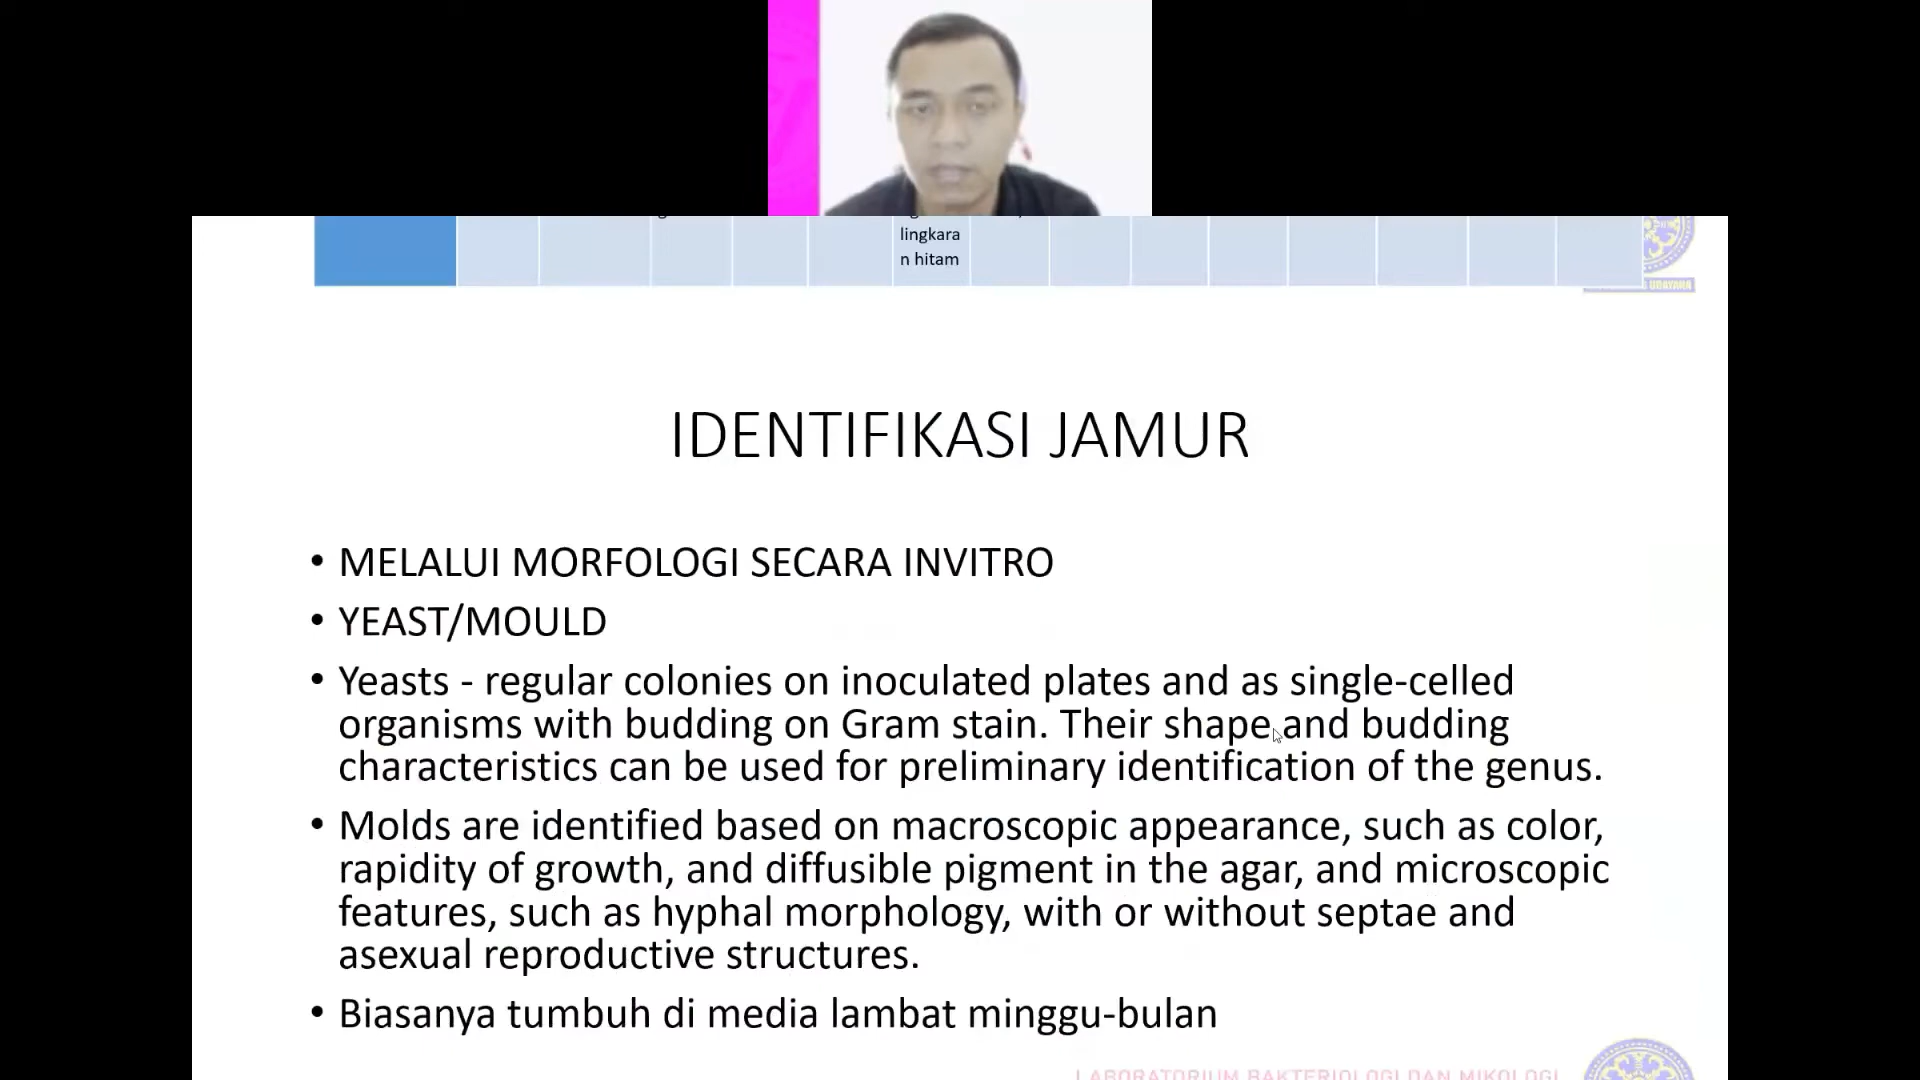 lingkara
n hitam
UDAYANA
IDENTIFIKASI JAMUR
• MELALUI MORFOLOGI SECARA INVITRO
• YEAST/MOULD
• Yeasts - regular colonies on inoculated plates and as single-celled
organisms with budding on Gram stain. Their shape and budding
characteristics can be used for preliminary identification of the genus.
• Molds are identified based on macroscopic appearance, such as color,
rapidity of growth, and diffusible pigment in the agar, and microscopic
features, such as hyphal morphology, with or without septae and
asexual reproductive structures.
• Biasanya tumbuh di media lambat minggu-bulan
LABORATORIUM BAKTERIOLOGI DAN MIKOLOGI